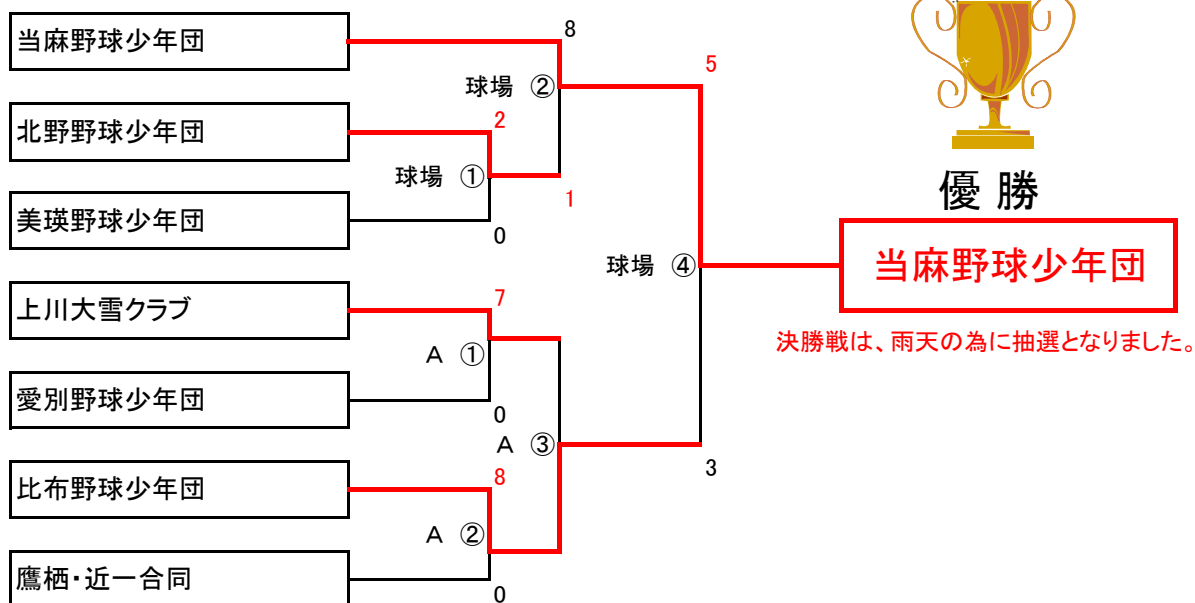 当麻野球少年団
8
5
球場 ②
北野野球少年団
2
球場 ①
優 勝
1
美瑛野球少年団
0
当麻野球少年団
球場 ④
上川大雪クラブ
7
決勝戦は、雨天の為に抽選となりました。
A ①
愛別野球少年団
0
A ③
3
比布野球少年団
8
A ②
鷹栖・近一合同
0